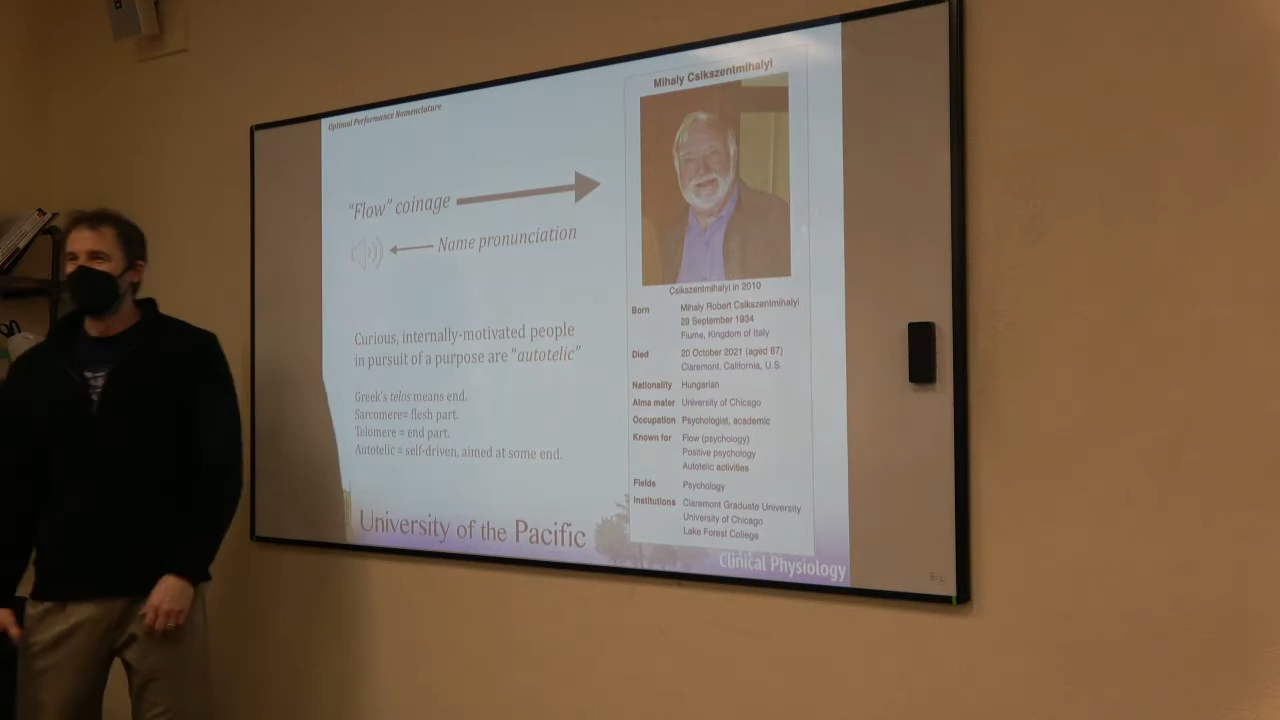 Optimal Performance Nomenclature
"Flow" coinage
Name pronunciation
Curious, internally-motivated people
in pursuit of a purpose are "autotelic"
Greek's telos means end.
Sarcomere= flesh part.
Telomere = end part.
Autotelic = self-driven, aimed at some end.
University of the Pacific
Mihaly Csikszentmihalyi
Csikszentmihalyi in 2010
Born Mihaly Robert Csikszentmihalyi
29 September 1934
Fiume, Kingdom of Italy
Died 20 October 2021 (aged 87)
Claremont, California, U.S.
Nationality Hungarian
Alma mater University of Chicago
Occupation Psychologist, academic
Known for Flow (psychology)
Positive psychology
Autotelic activities
Fields Psychology
Institutions Claremont Graduate University
University of Chicago
Lake Forest College
Clinical Physiology